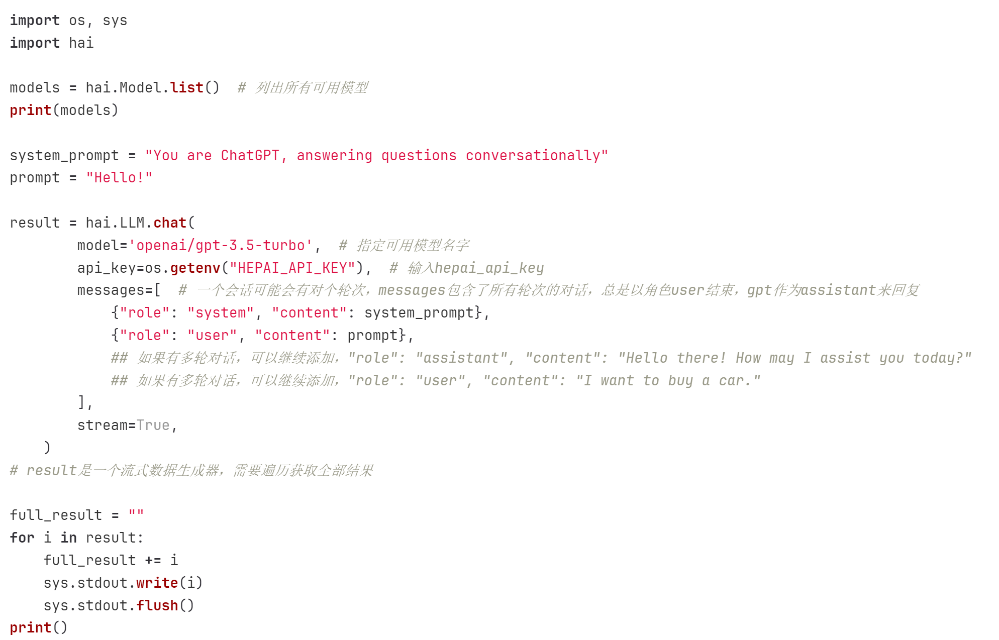 import os, sys
import hai
models = hai.Model.list()  # 列出所有可用模型
print(models)
system_prompt = "You are ChatGPT, answering questions conversationally"
prompt = "Hello!"
result = hai.LLM.chat(
        model='openai/gpt-3.5-turbo',  # 指定可用模型名字
        api_key=os.getenv("HEPAI_API_KEY"),  # 输入hepai_api_key
        messages=[  # 一个会话可能会有对个轮次，messages包含了所有轮次的对话，总是以角色user结束，gpt作为assistant来回复
            {"role": "system", "content": system_prompt},
            {"role": "user", "content": prompt},
            ## 如果有多轮对话，可以继续添加，"role": "assistant", "content": "Hello there! How may I assist you today?"
            ## 如果有多轮对话，可以继续添加，"role": "user", "content": "I want to buy a car."
        ],
        stream=True,
    )
# result是一个流式数据生成器，需要遍历获取全部结果
full_result = ""
for i in result:
    full_result += i
    sys.stdout.write(i)
    sys.stdout.flush()
print()